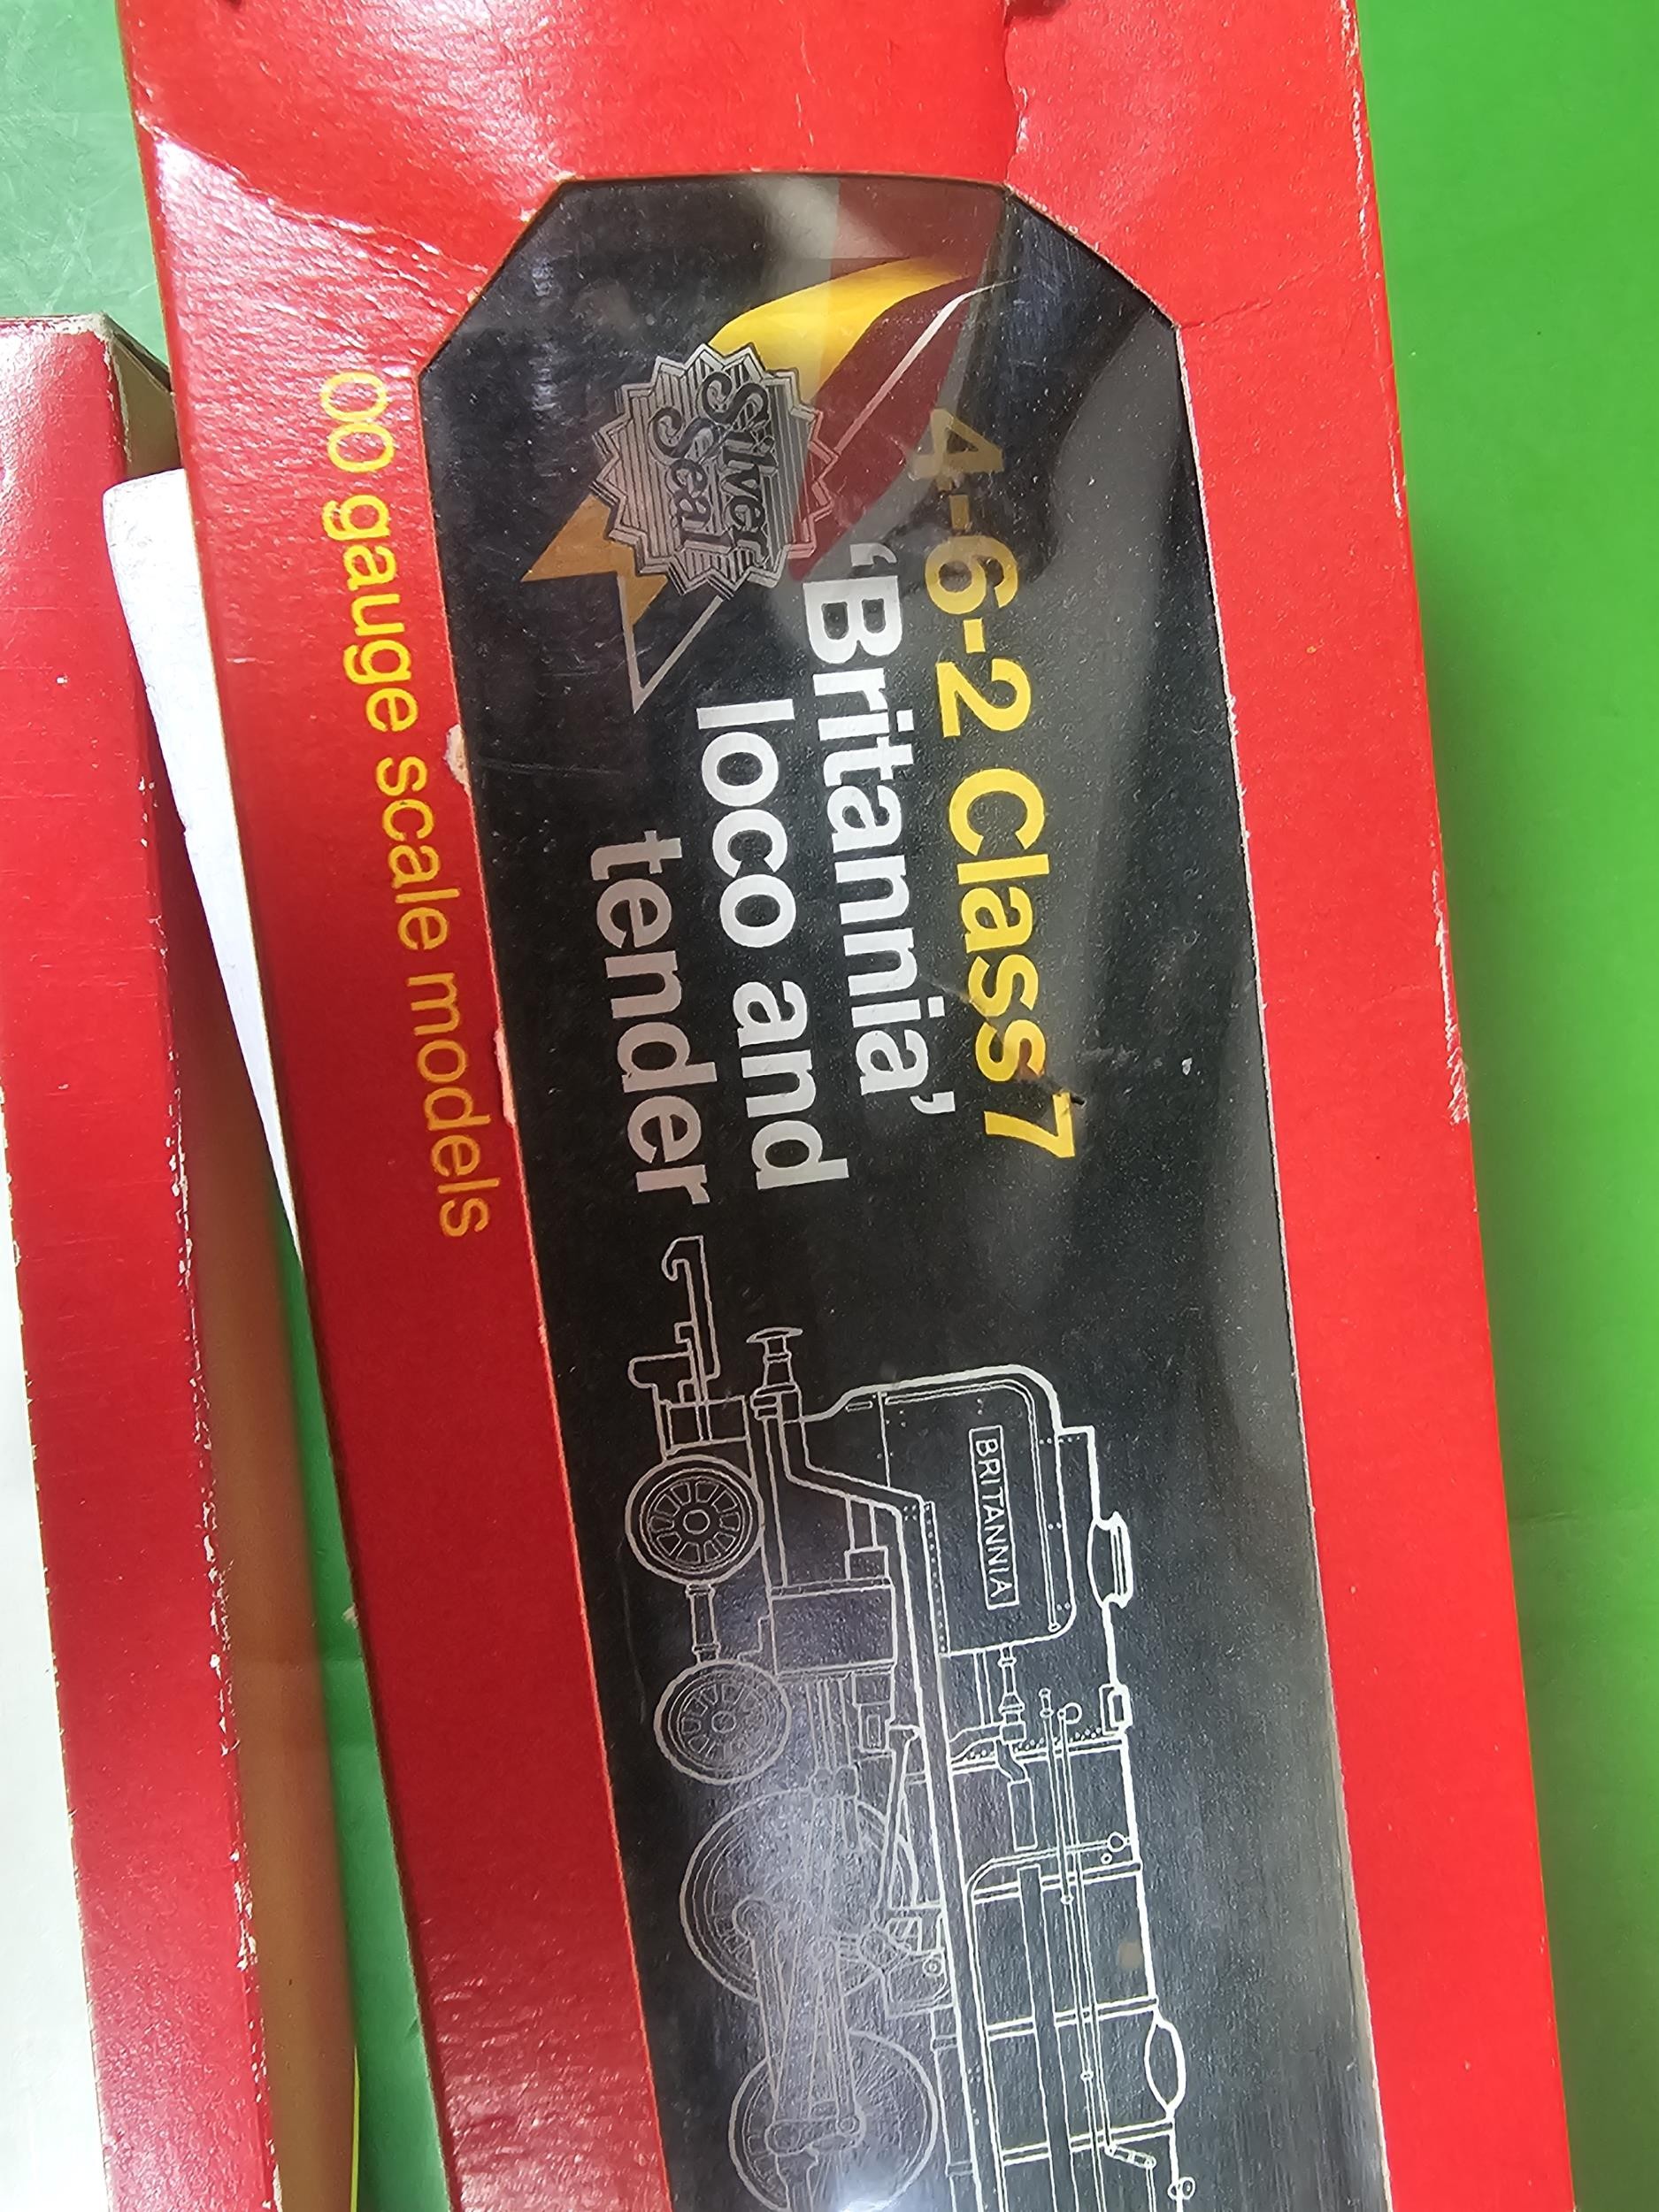 Silver
Seal
4-6-2 Class 7
'Britannia'
loco and
tender
BRITANNIA
00 gauge scale models